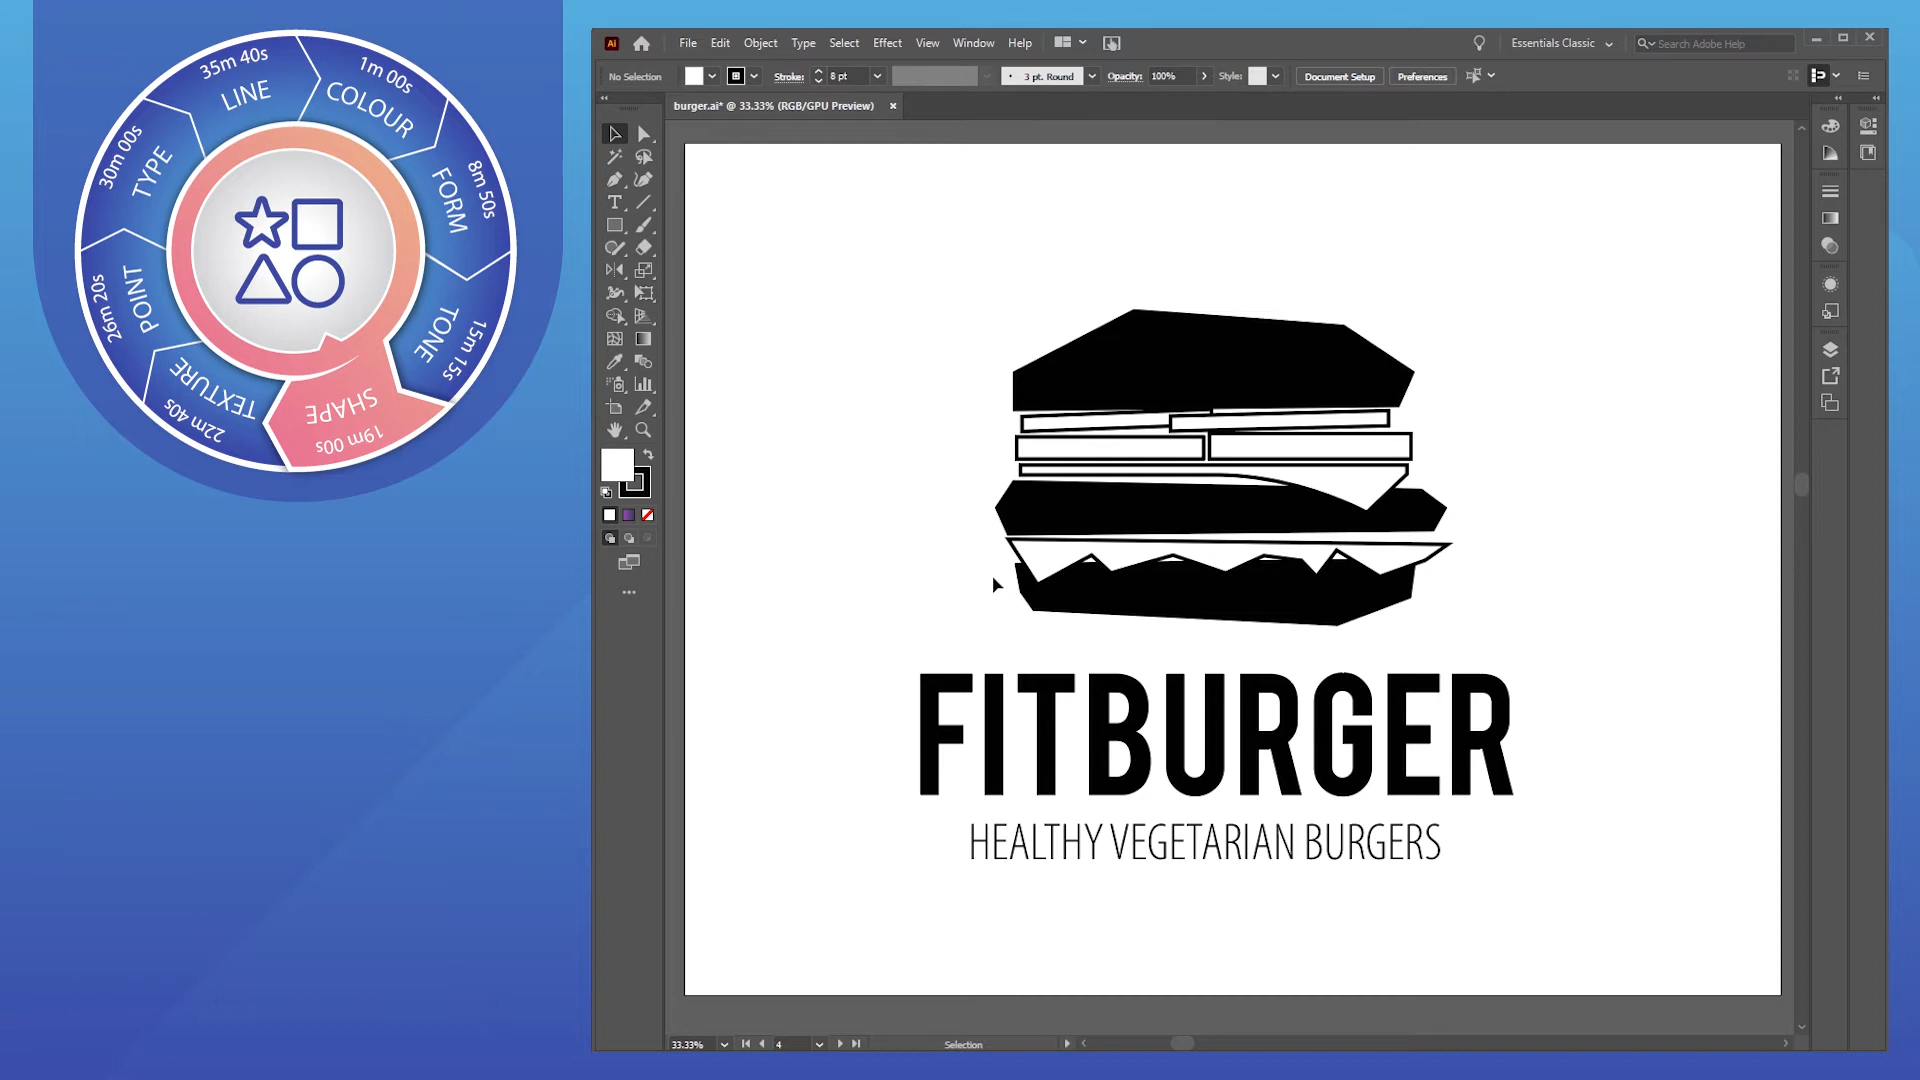 35m 40s
LINE
1m 00s
COLOUR
8m 50s
FORM
15m 15s
TONE
19m 00s
SHAPE
22m 40s
TEXTURE
26m 20s
POINT
30m 00s
TYPE
Ai File Edit Object Type Select Effect View Window Help Essentials Classic Search Adobe Help
No Selection Stroke: 8 pt 3 pt. Round Opacity: 100% Style: Document Setup Preferences
burger.ai* @ 33.33% (RGB/GPU Preview)
FITBURGER
HEALTHY VEGETARIAN BURGERS
33.33% 4 Selection